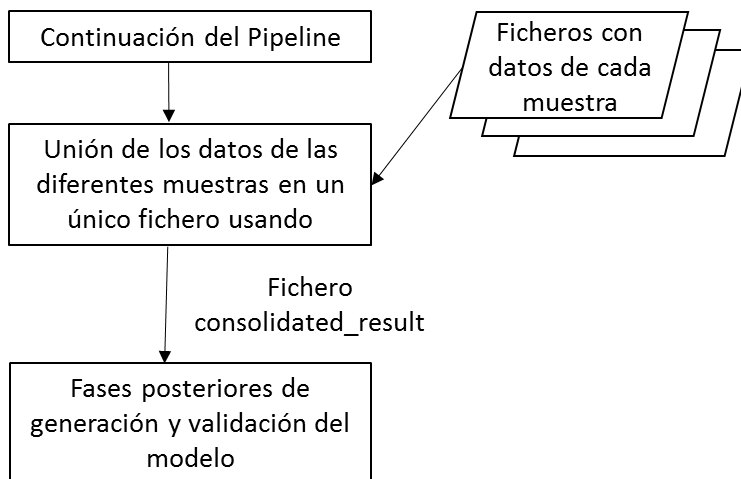 Continuación del Pipeline
Ficheros con
datos de cada
muestra
Unión de los datos de las
diferentes muestras en un
único fichero usando
Fichero
consolidated_result
Fases posteriores de
generación y validación del
modelo